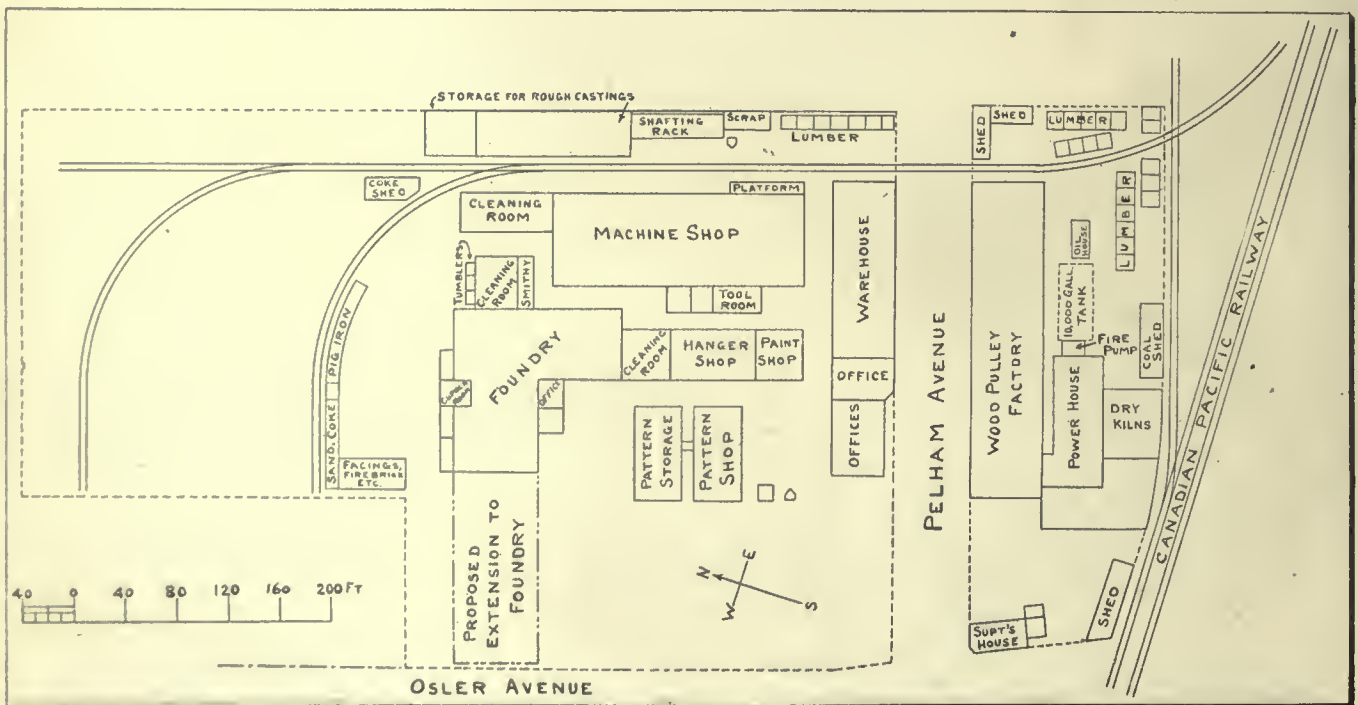 STORAGE FOR ROUGH CASTINGS
SHAFTING
RACK
SCRAP
LUMBER
SHED
SHED
LUMBER
COKE
SHED
CLEANING
ROOM
PLATFORM
MACHINE SHOP
WAREHOUSE
LUMBER
OIL
HOUSE
TUMBLERS
CLEANING
ROOM
SMITHY
TOOL
ROOM
10,000 GALL.
TANK
FIRE
PUMP
COAL
SHED
PIG IRON
FOUNDRY
CLEANING
ROOM
HANGER
SHOP
PAINT
SHOP
OFFICE
CUPOLA
ROOM
OFFICE
OFFICES
PELHAM AVENUE
WOOD PULLEY
FACTORY
POWER HOUSE
DRY
KILNS
CANADIAN PACIFIC RAILWAY
SAND. COKE
FACINGS,
FIREBRICK
ETC.
PATTERN
STORAGE
PATTERN
SHOP
PROPOSED
EXTENSION TO
FOUNDRY
N
E
W
S
40 0 40 80 120 160 200 FT
SHED
SUPT'S
HOUSE
OSLER AVENUE